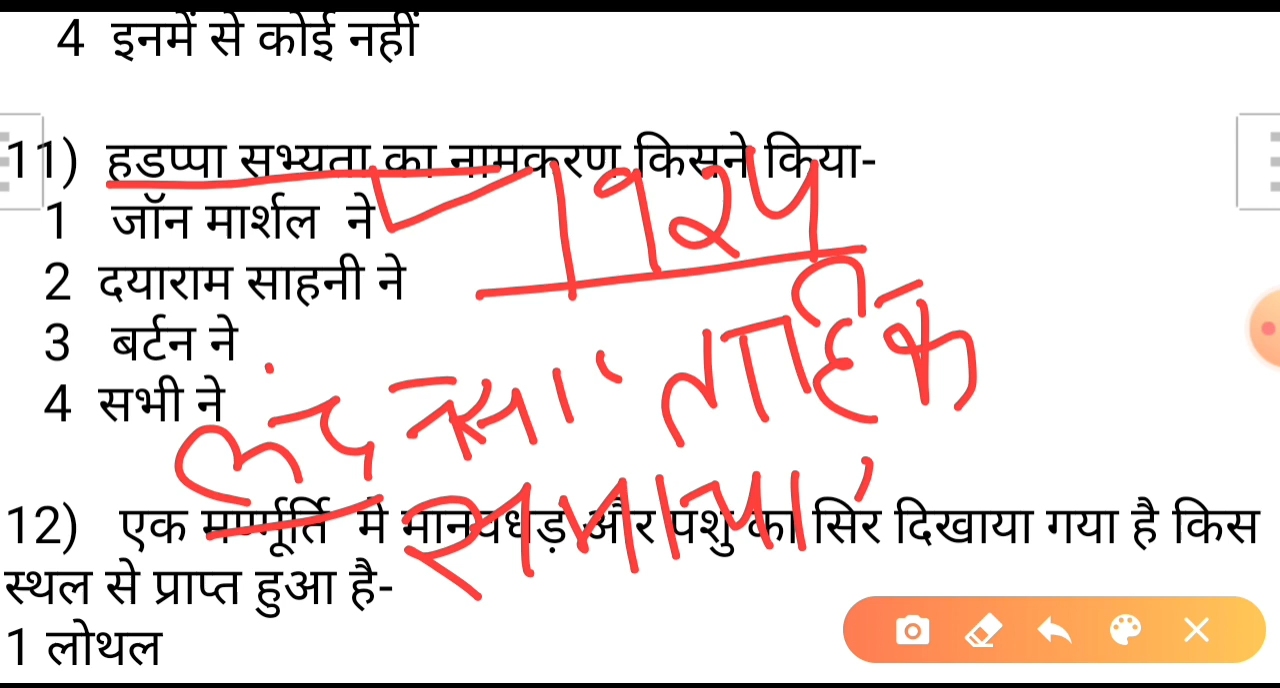 4 इनमें से कोई नहीं
11) हडप्पा सभ्यता का नामकरण किसने किया-
1 जॉन मार्शल ने
१९२५
2 दयाराम साहनी ने
3 बर्टन ने
4 सभी ने
12) एक मृण्मूर्ति मे मानवधड़ और पशु का सिर दिखाया गया है किस
स्थल से प्राप्त हुआ है-
1 लोथल